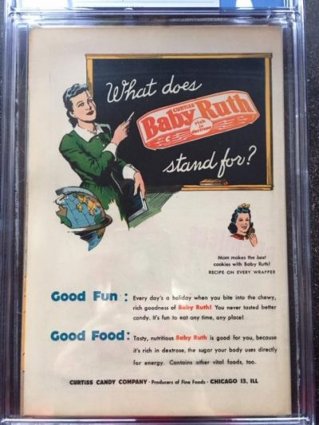 What does
CURTISS
Baby Ruth
stand for?
Mom makes the best
cookies with Baby Ruth!
RECIPE ON EVERY WRAPPER
Good Fun : Every day's a holiday when you bite into the chewy,
rich goodness of Baby Ruth! You never tasted better
candy. It's fun to eat any time, any place!
Good Food: Tasty, nutritious Baby Ruth is good for you, because
it's rich in dextrose, the sugar your body uses directly
for energy. Contains other vital foods, too.
CURTISS CANDY COMPANY · Producers of Fine Foods · CHICAGO 13, ILL